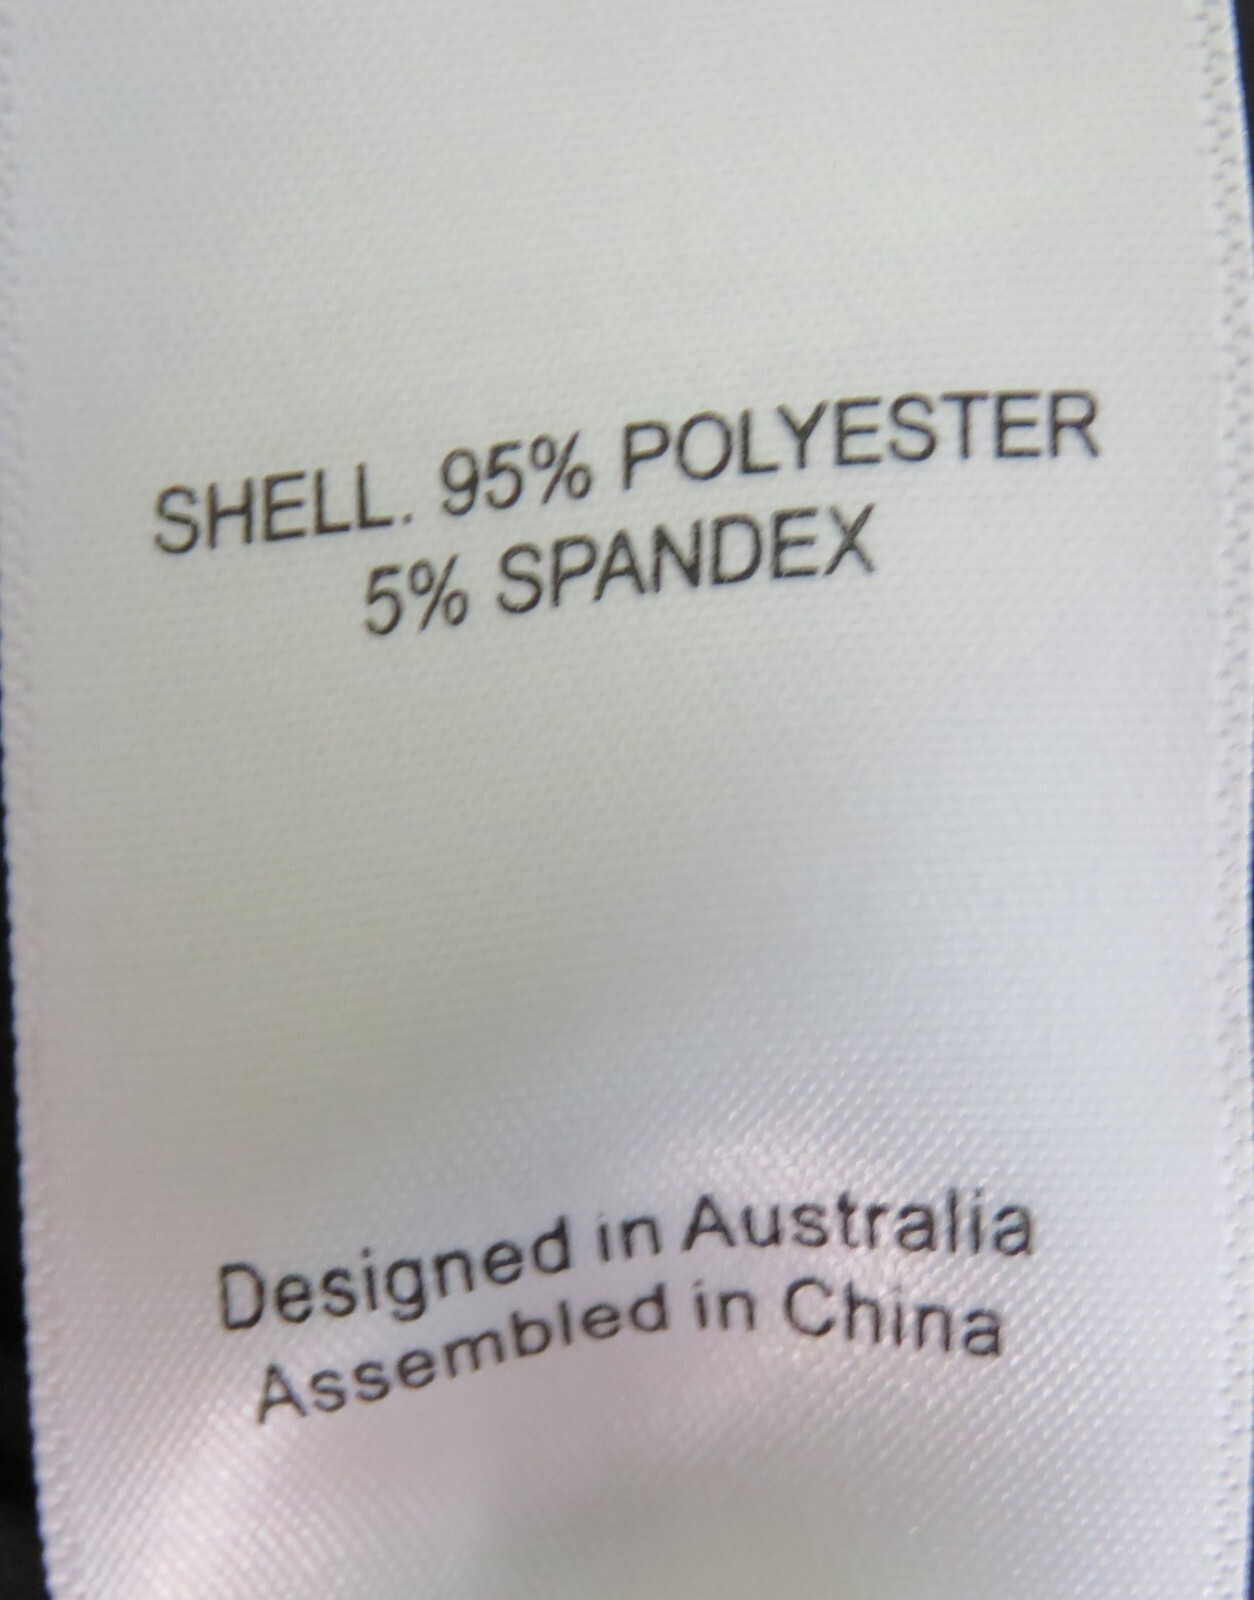 SHELL. 95% POLYESTER
5% SPANDEX
Designed in Australia
Assembled in China